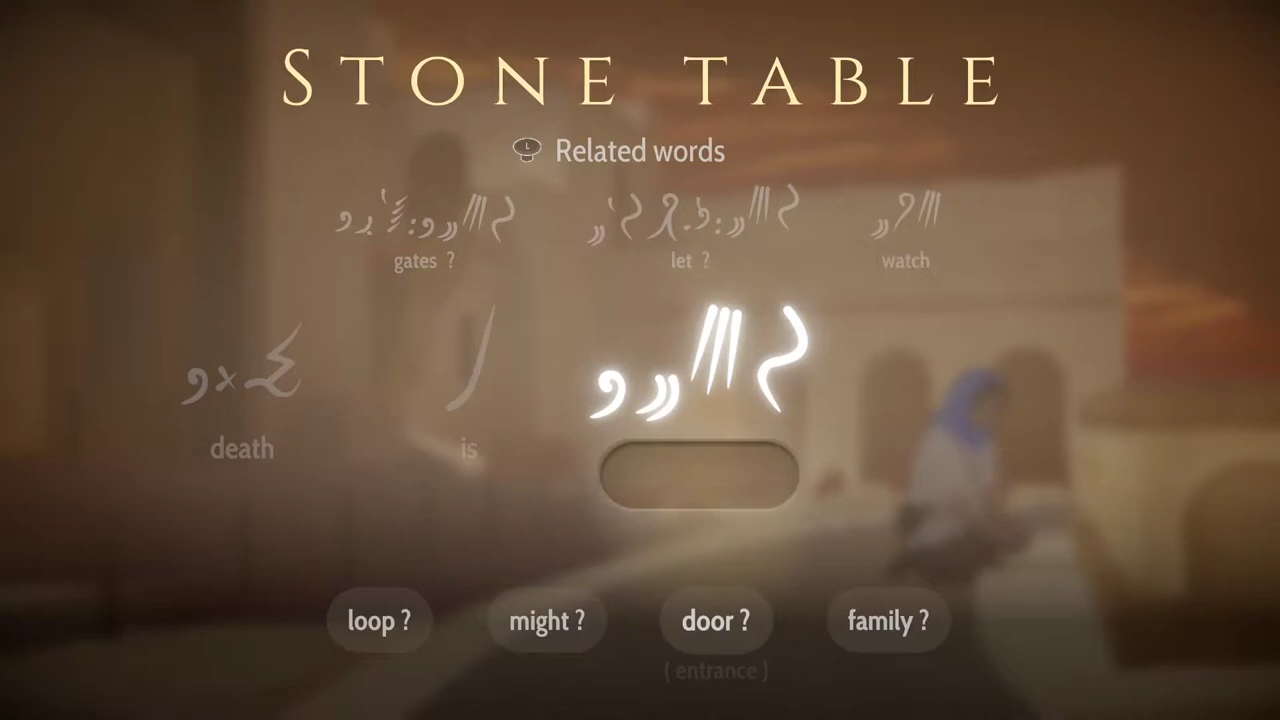 STONE TABLE
Related words
gates ?
let ?
watch
death
is
loop ?
might ?
door ?
family ?
( entrance )